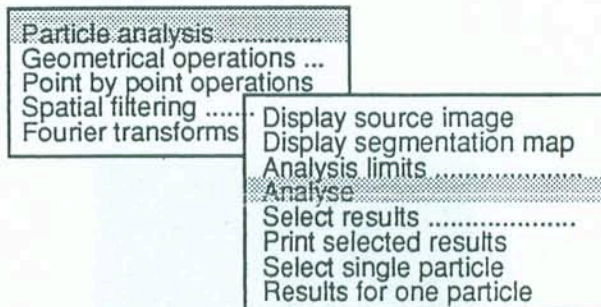 Particle analysis ..............
Geometrical operations ...
Point by point operations
Spatial filtering .......
Fourier transforms
Display source image
Display segmentation map
Analysis limits .....................
Analyse
Select results .....................
Print selected results
Select single particle
Results for one particle